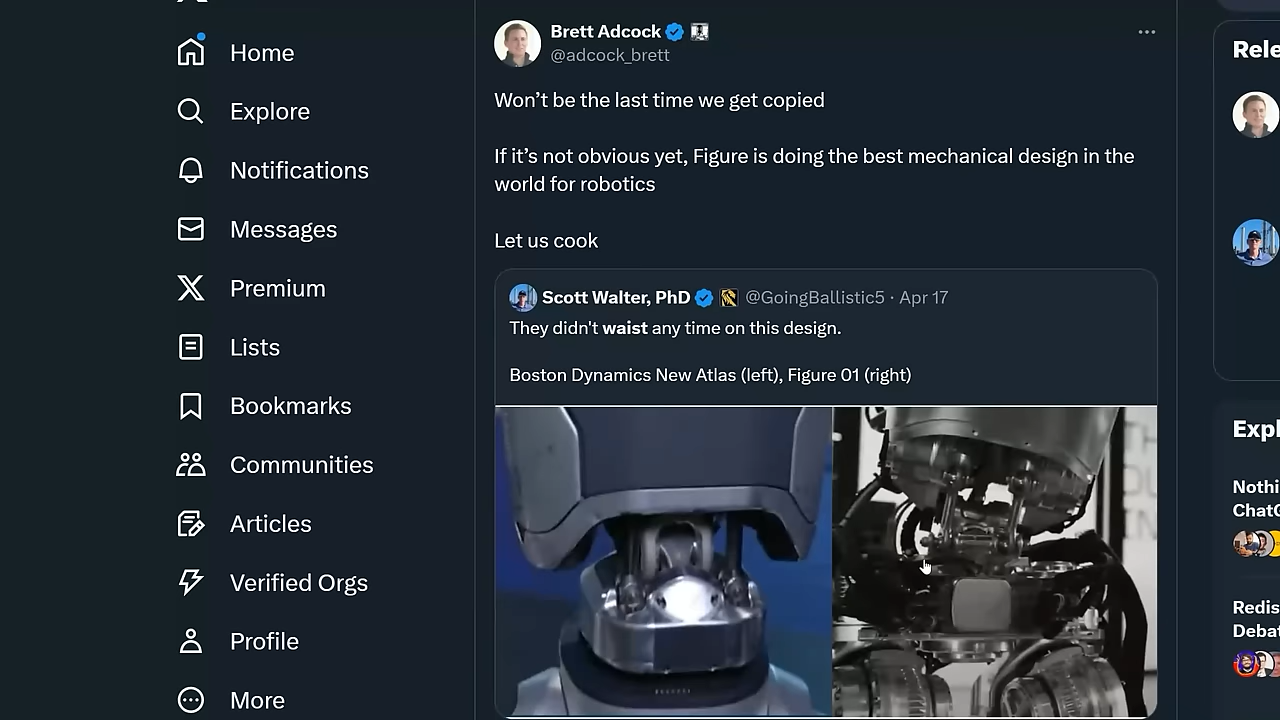 Home
Explore
Notifications
Messages
Premium
Lists
Bookmarks
Communities
Articles
Verified Orgs
Profile
More
Brett Adcock
@adcock_brett
Won’t be the last time we get copied
If it’s not obvious yet, Figure is doing the best mechanical design in the
world for robotics
Let us cook
Scott Walter, PhD @GoingBallistic5 · Apr 17
They didn't waist any time on this design.
Boston Dynamics New Atlas (left), Figure 01 (right)
Rele
Expl
Nothi
ChatG
Redis
Debat